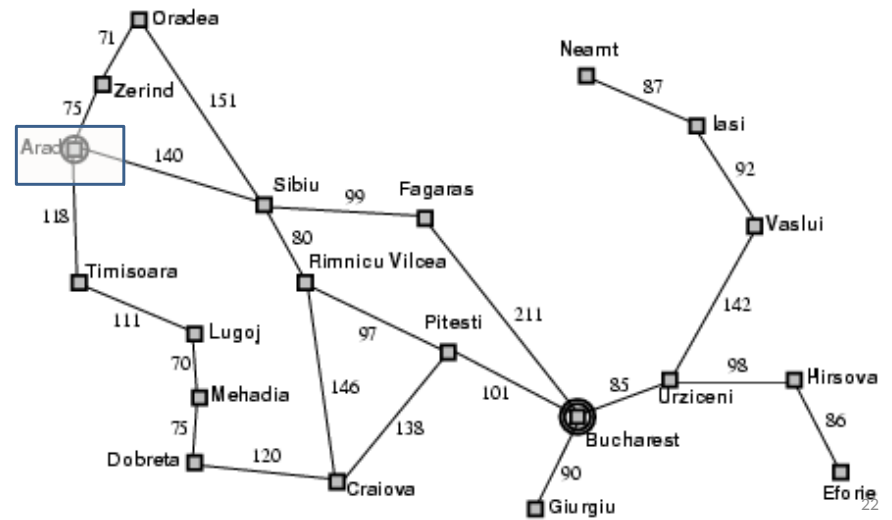 Oradea
71
Neamt
Zerind
87
151
75
Iasi
Arad
140
92
Sibiu
Fagaras
99
118
Vaslui
80
Timisoara
Rimnicu Vilcea
142
211
111
Lugoj
97
Pitesti
70
98
Hirsova
146
85
Mehadia
101
Urziceni
86
75
138
Bucharest
120
Dobreta
90
Craiova
Eforie
Giurgiu
22